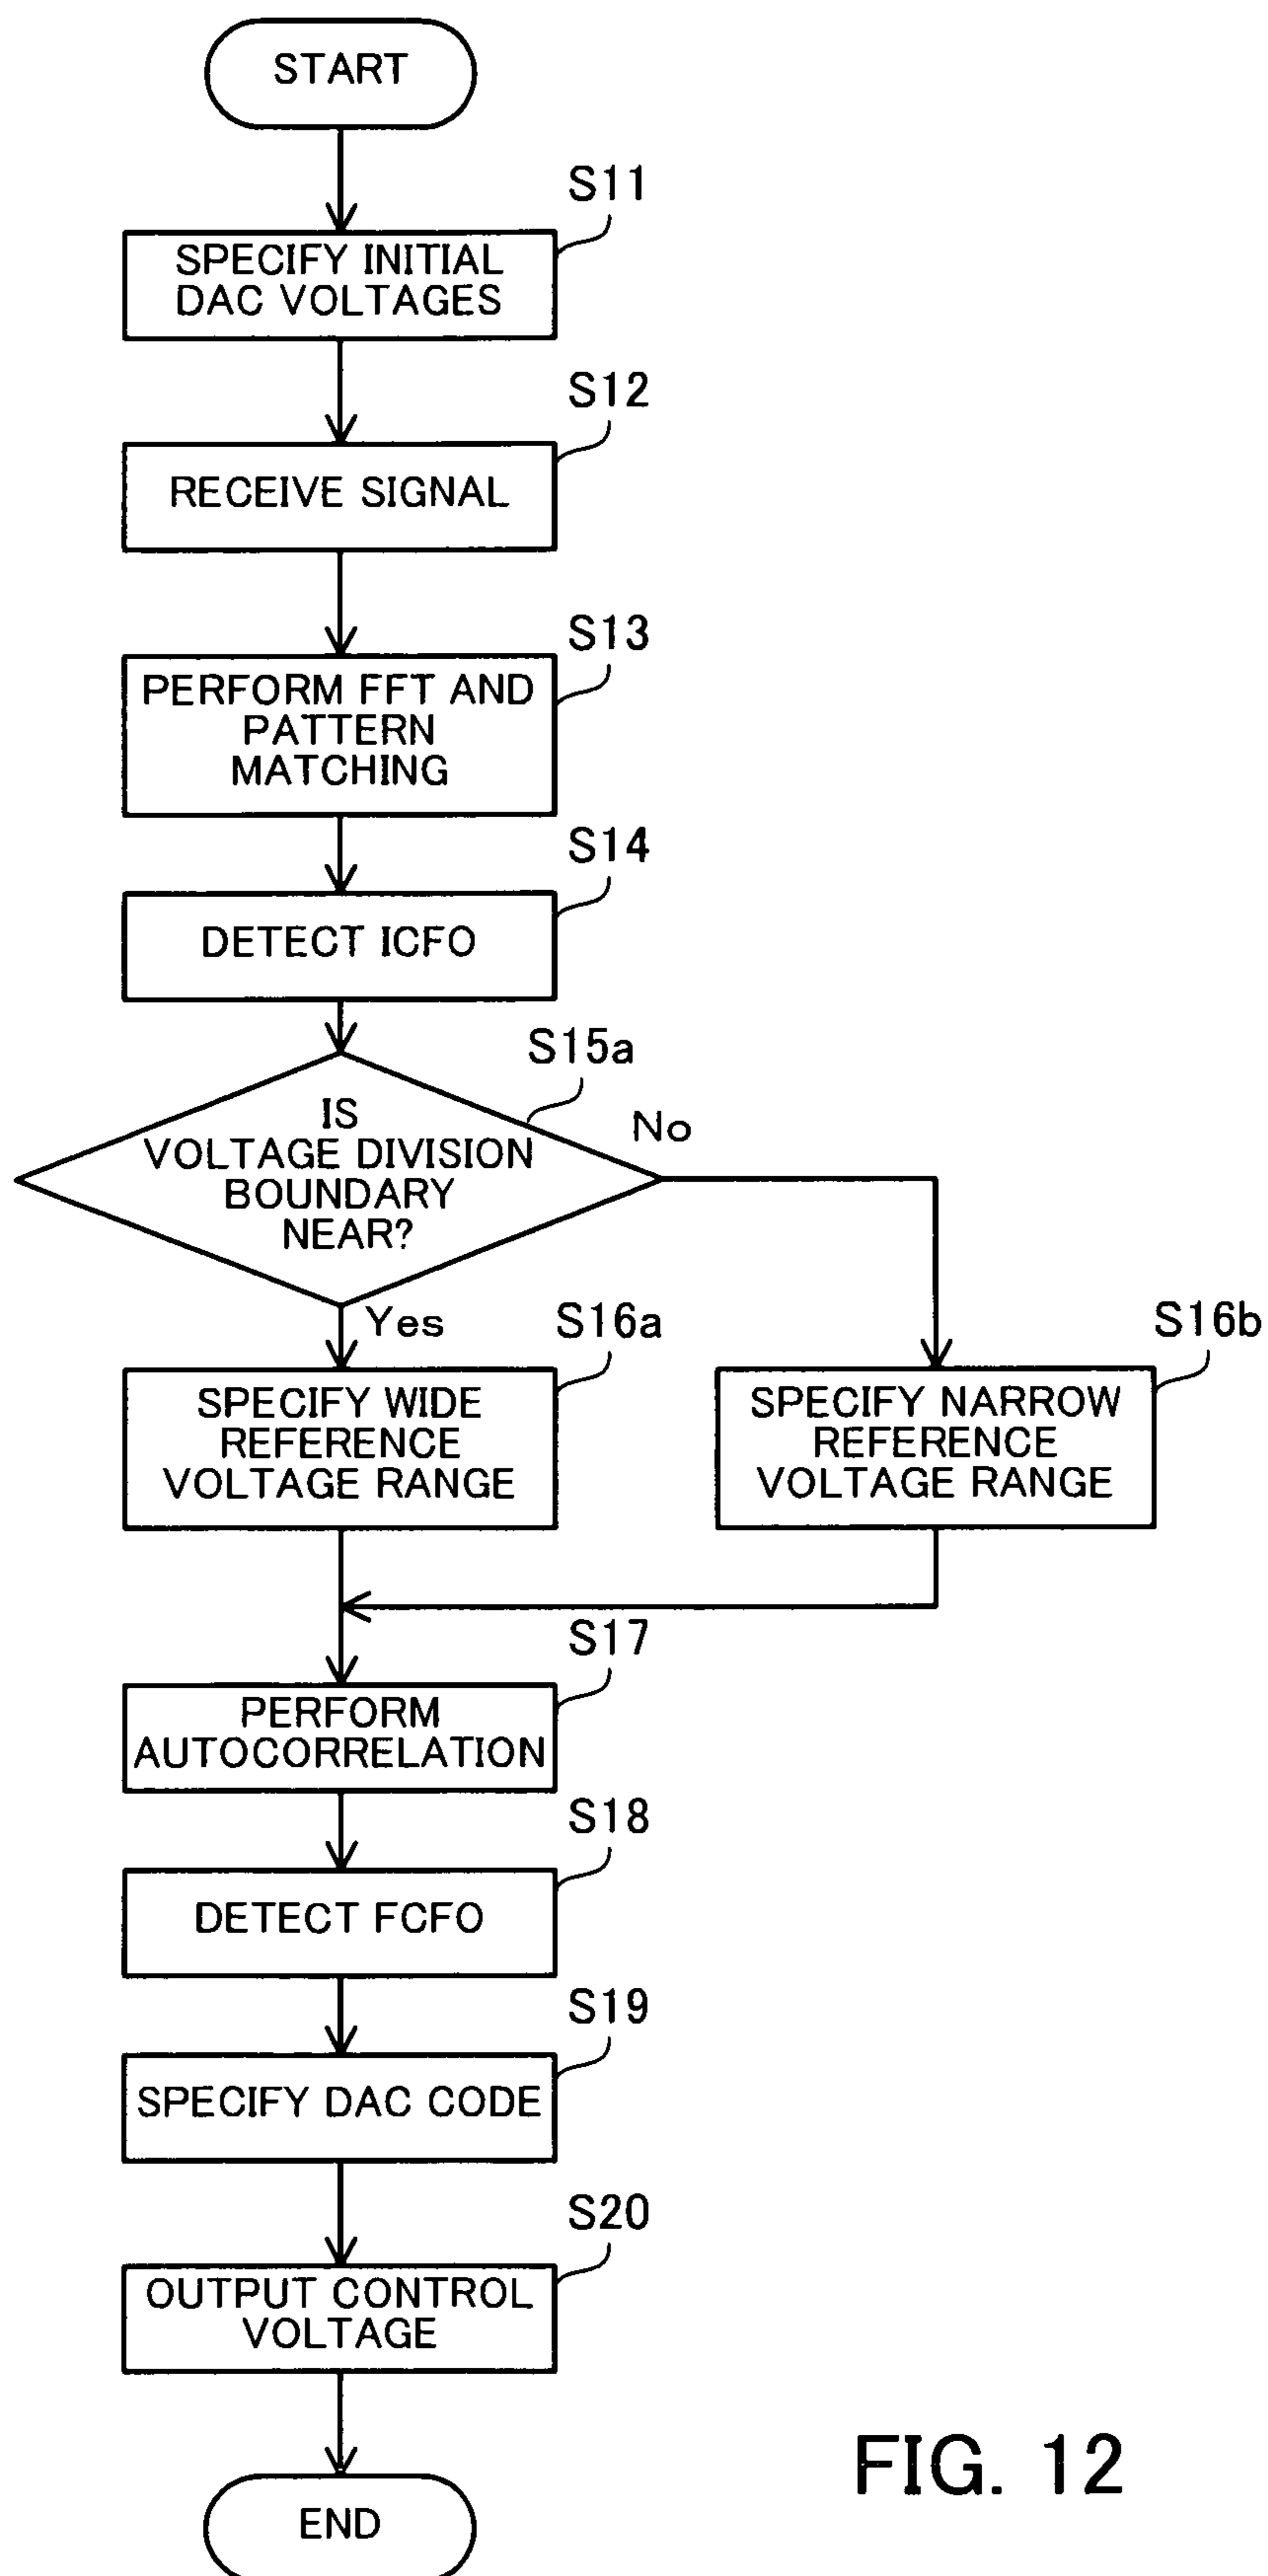 START
S11
SPECIFY INITIAL
DAC VOLTAGES
S12
RECEIVE SIGNAL
S13
PERFORM FFT AND
PATTERN
MATCHING
S14
DETECT ICFO
S15a
IS
VOLTAGE DIVISION
BOUNDARY
NEAR?
No
Yes
S16a
SPECIFY WIDE
REFERENCE
VOLTAGE RANGE
S16b
SPECIFY NARROW
REFERENCE
VOLTAGE RANGE
S17
PERFORM
AUTOCORRELATION
S18
DETECT FCFO
S19
SPECIFY DAC CODE
S20
OUTPUT CONTROL
VOLTAGE
END
FIG. 12